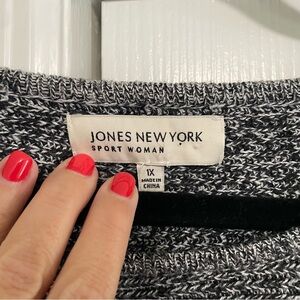 JONES NEW YORK
SPORT WOMAN
1X
MADE IN
CHINA